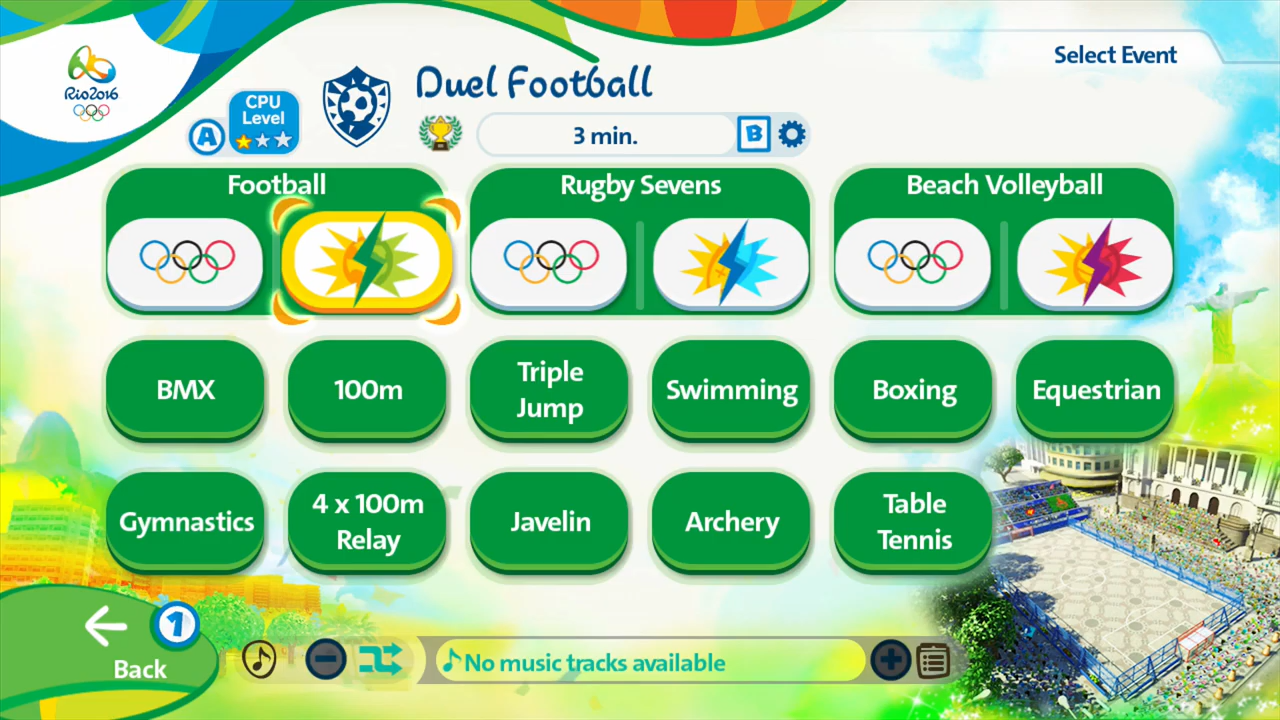 Select Event
Rio2016
A
CPU
Level
Duel Football
3 min.
B
Football
Rugby Sevens
Beach Volleyball
BMX
100m
Triple
Jump
Swimming
Boxing
Equestrian
Gymnastics
4 x 100m
Relay
Javelin
Archery
Table
Tennis
1
Back
No music tracks available